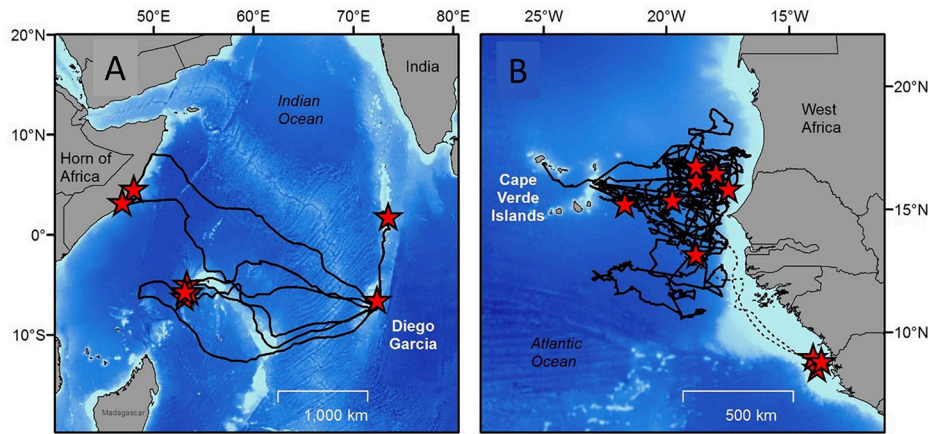 50°E 60°E 70°E 80°E
25°W 20°W 15°W
20°N
A
India
B
20°N
Indian
Ocean
West
Africa
10°N
Horn of
Africa
Cape
Verde
Islands
15°N
0°
10°S
Diego
Garcia
10°N
Atlantic
Ocean
Madagascar
1,000 km
500 km